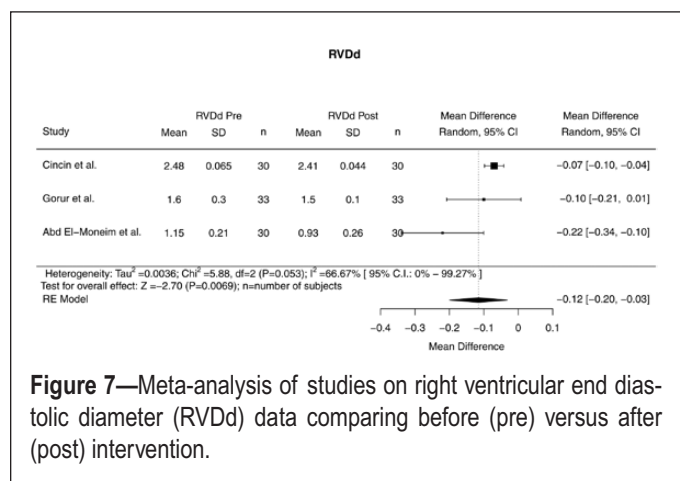 RVDd
RVDd Pre RVDd Post Mean Difference Mean Difference
Study Mean SD n Mean SD n Random, 95% CI Random, 95% CI
Cincin et al. 2.48 0.065 30 2.41 0.044 30 −0.07 [−0.10, −0.04]
Gorur et al. 1.6 0.3 33 1.5 0.1 33 −0.10 [−0.21, 0.01]
Abd El−Moneim et al. 1.15 0.21 30 0.93 0.26 30 −0.22 [−0.34, −0.10]
Heterogeneity: Tau² =0.0036; Chi² =5.88, df=2 (P=0.053); I² =66.67% [ 95% C.I.: 0% − 99.27% ]
Test for overall effect: Z =−2.70 (P=0.0069); n=number of subjects
RE Model −0.12 [−0.20, −0.03]
−0.4 −0.3 −0.2 −0.1 0 0.1
Mean Difference
Figure 7—Meta-analysis of studies on right ventricular end dias-
tolic diameter (RVDd) data comparing before (pre) versus after
(post) intervention.